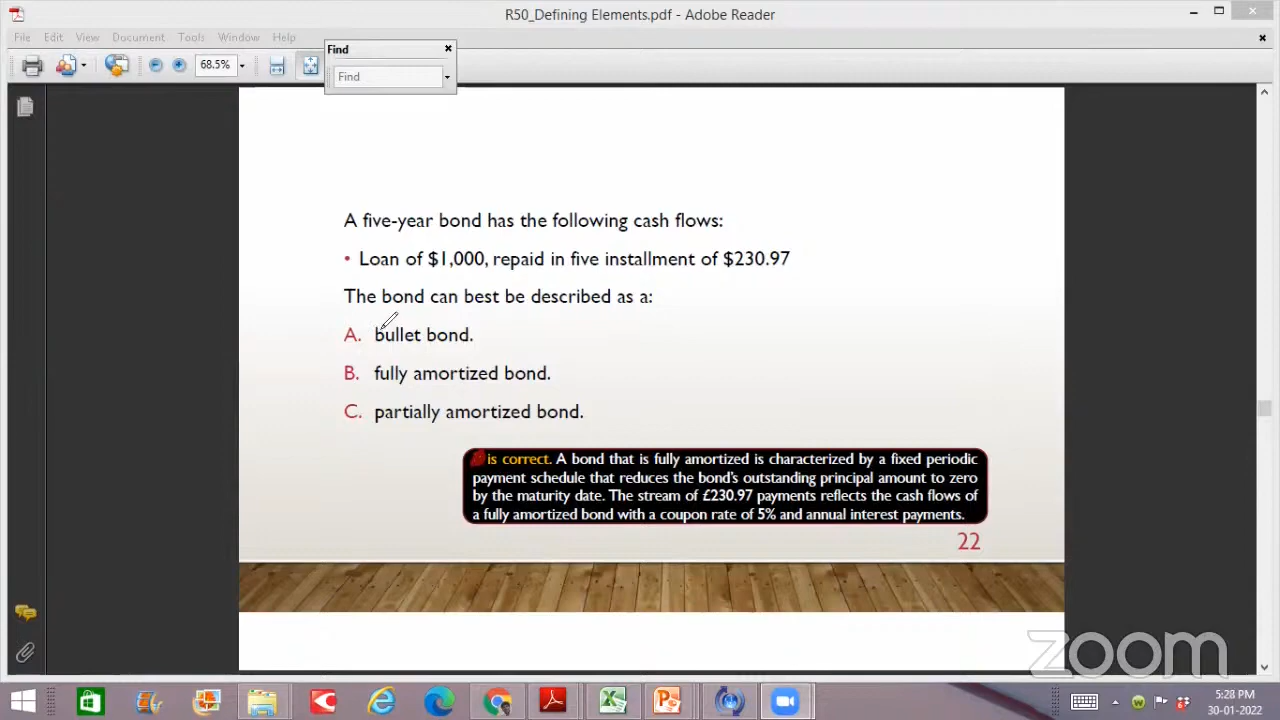 R50_Defining Elements.pdf - Adobe Reader
File Edit View Document Tools Window Help
Find
68.5%
Find
A five-year bond has the following cash flows:
• Loan of $1,000, repaid in five installment of $230.97
The bond can best be described as a:
A. bullet bond.
B. fully amortized bond.
C. partially amortized bond.
is correct. A bond that is fully amortized is characterized by a fixed periodic
payment schedule that reduces the bond's outstanding principal amount to zero
by the maturity date. The stream of £230.97 payments reflects the cash flows of
a fully amortized bond with a coupon rate of 5% and annual interest payments.
22
zoom
5:28 PM
30-01-2022